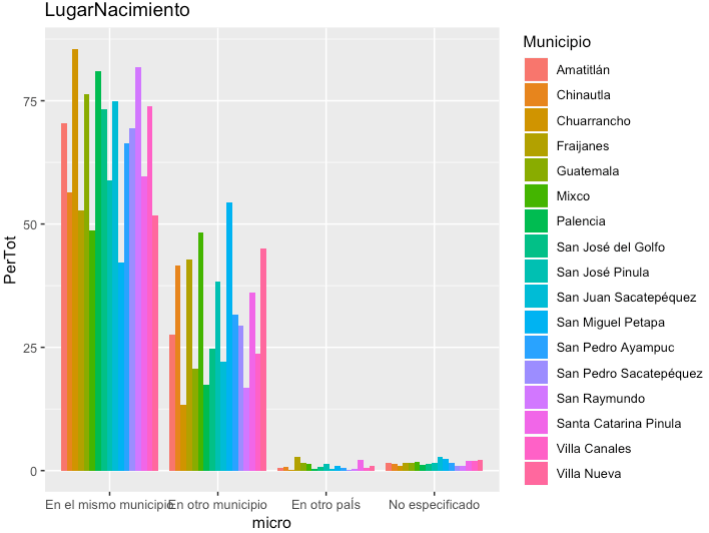 LugarNacimiento
PerTot
75
50
25
0
En el mismo municipio
En otro municipio
En otro país
No especificado
micro
Municipio
Amatitlán
Chinautla
Chuarrancho
Fraijanes
Guatemala
Mixco
Palencia
San José del Golfo
San José Pinula
San Juan Sacatepéquez
San Miguel Petapa
San Pedro Ayampuc
San Pedro Sacatepéquez
San Raymundo
Santa Catarina Pinula
Villa Canales
Villa Nueva